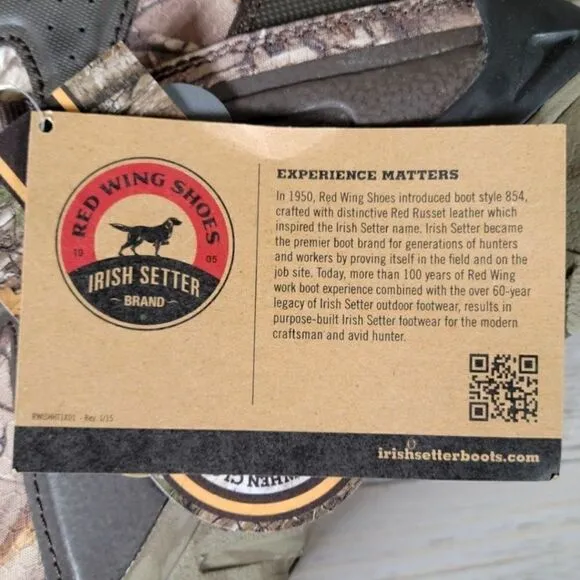 RED WING SHOES
19 05
IRISH SETTER
BRAND
EXPERIENCE MATTERS
In 1950, Red Wing Shoes introduced boot style 854,
crafted with distinctive Red Russet leather which
inspired the Irish Setter name. Irish Setter became
the premier boot brand for generations of hunters
and workers by proving itself in the field and on the
job site. Today, more than 100 years of Red Wing
work boot experience combined with the over 60-year
legacy of Irish Setter outdoor footwear, results in
purpose-built Irish Setter footwear for the modern
craftsman and avid hunter.
Rev. 1/15
irishsetterboots.com
WHEN